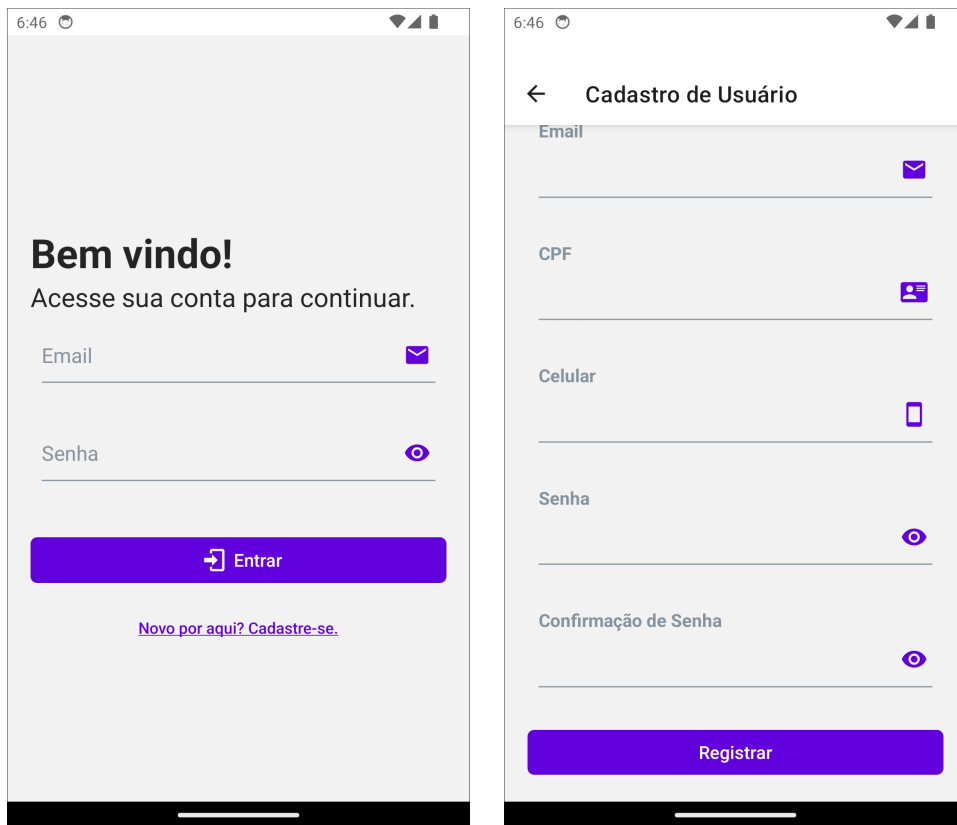 6:46
Bem vindo!
Acesse sua conta para continuar.
Email
Senha
Entrar
Novo por aqui? Cadastre-se.
6:46
Cadastro de Usuário
Email
CPF
Celular
Senha
Confirmação de Senha
Registrar